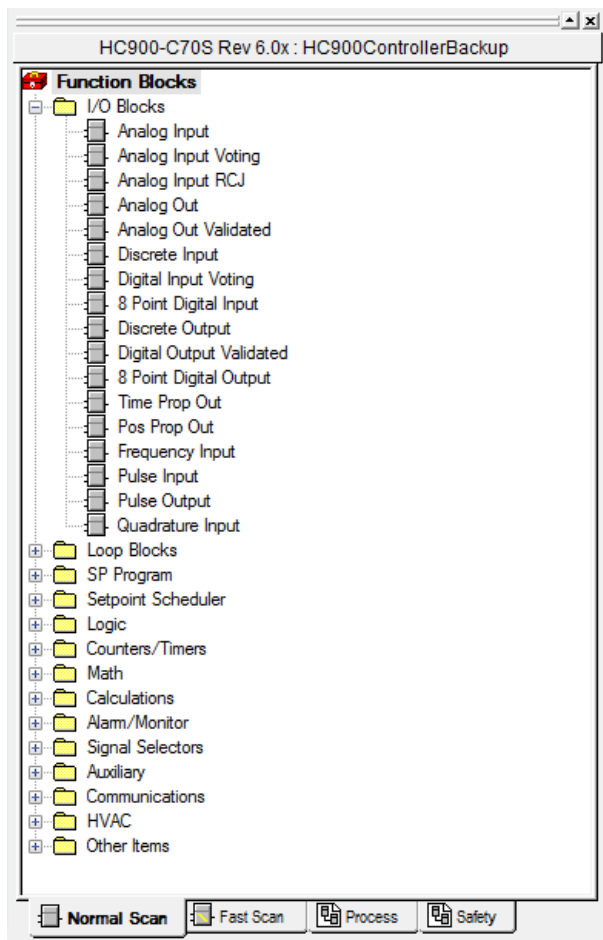 HC900-C70S Rev 6.0x : HC900ControllerBackup
Function Blocks
I/O Blocks
Analog Input
Analog Input Voting
Analog Input RCJ
Analog Out
Analog Out Validated
Discrete Input
Digital Input Voting
8 Point Digital Input
Discrete Output
Digital Output Validated
8 Point Digital Output
Time Prop Out
Pos Prop Out
Frequency Input
Pulse Input
Pulse Output
Quadrature Input
Loop Blocks
SP Program
Setpoint Scheduler
Logic
Counters/Timers
Math
Calculations
Alarm/Monitor
Signal Selectors
Auxiliary
Communications
HVAC
Other Items
Normal Scan Fast Scan Process Safety